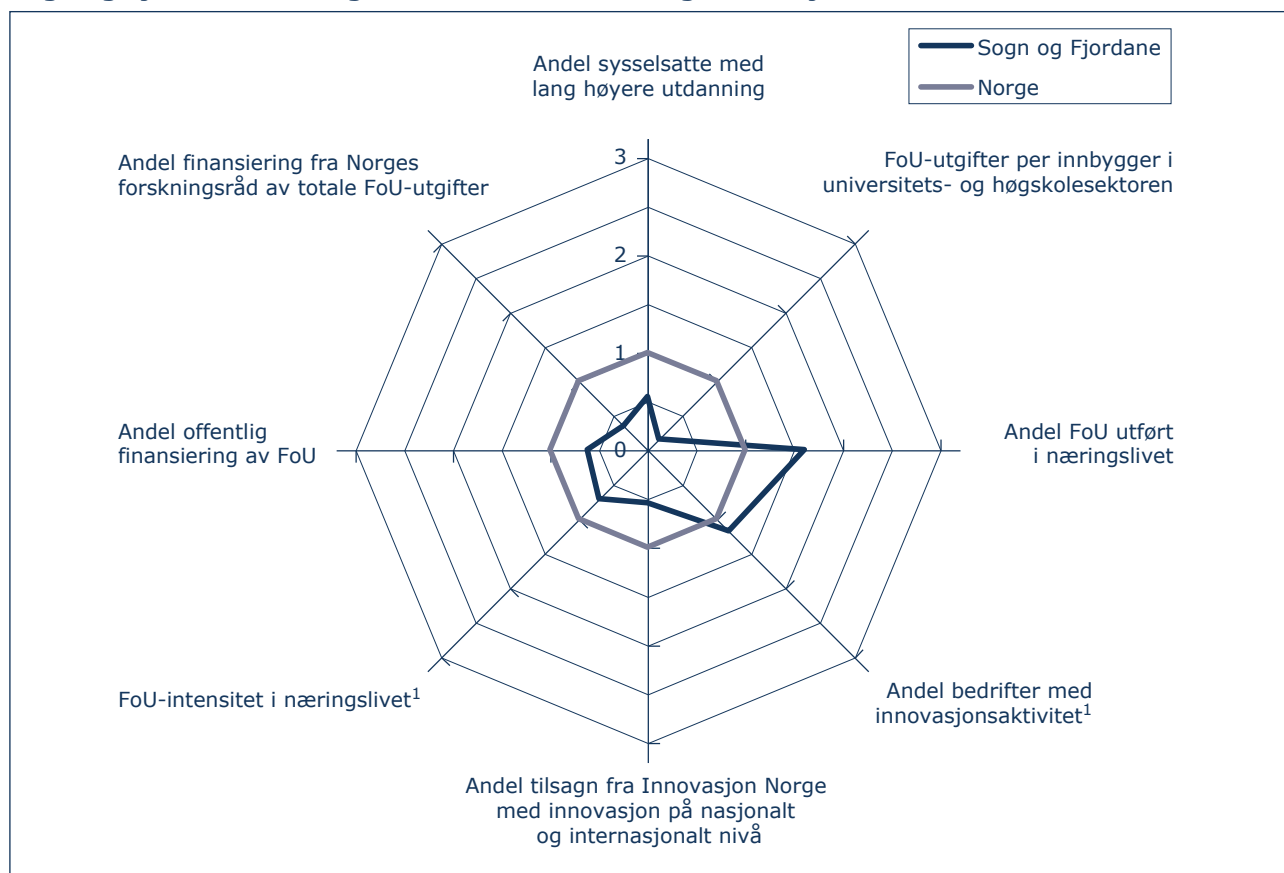 Sogn og Fjordane
Norge
Andel sysselsatte med
lang høyere utdanning
Andel finansiering fra Norges
forskningsråd av totale FoU-utgifter
FoU-utgifter per innbygger i
universitets- og høgskolesektoren
3
2
1
0
Andel offentlig
finansiering av FoU
Andel FoU utført
i næringslivet
FoU-intensitet i næringslivet¹
Andel bedrifter med
innovasjonsaktivitet¹
Andel tilsagn fra Innovasjon Norge
med innovasjon på nasjonalt
og internasjonalt nivå